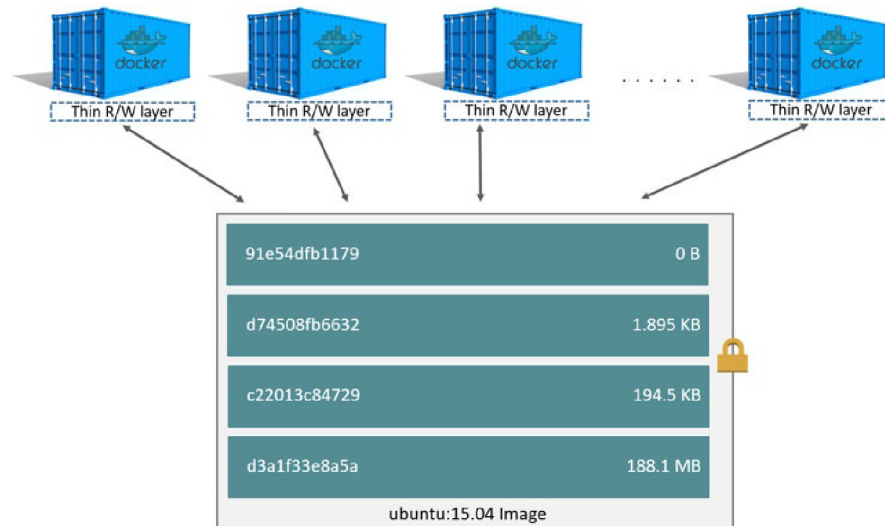 docker
docker
docker
docker
. . . . . .
Thin R/W layer
Thin R/W layer
Thin R/W layer
Thin R/W layer
91e54dfb1179 0 B
d74508fb6632 1.895 KB
c22013c84729 194.5 KB
d3a1f33e8a5a 188.1 MB
ubuntu:15.04 Image